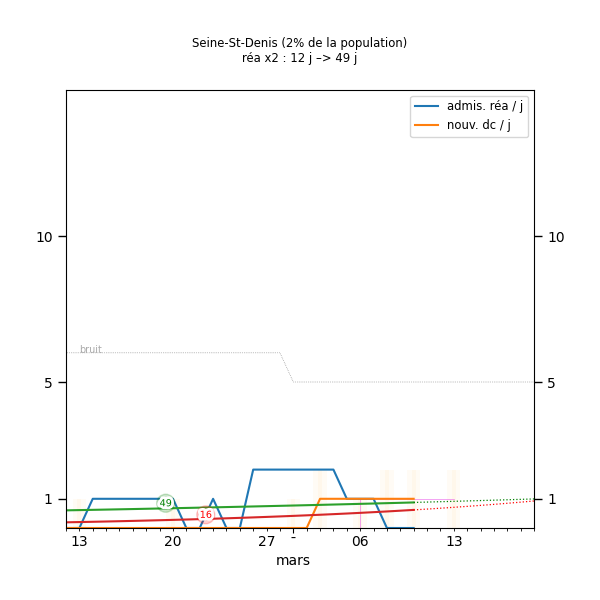 Seine-St-Denis (2% de la population)
réa x2 : 12 j –> 49 j
admis. réa / j
nouv. dc / j
10 10
bruit
5 5
49
1 1
16
13 20 27 - 06 13
mars